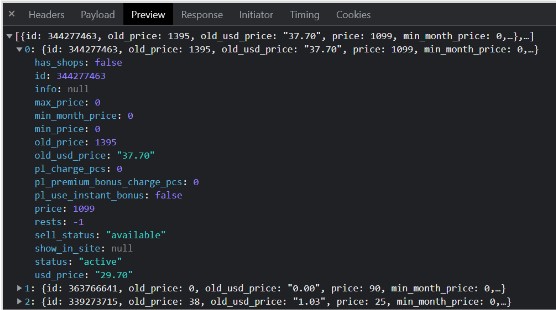 × Headers Payload Preview Response Initiator Timing Cookies
▼[{id: 344277463, old_price: 1395, old_usd_price: "37.70", price: 1099, min_month_price: 0,…},…]
▼0: {id: 344277463, old_price: 1395, old_usd_price: "37.70", price: 1099, min_month_price: 0,…}
has_shops: false
id: 344277463
info: null
max_price: 0
min_month_price: 0
min_price: 0
old_price: 1395
old_usd_price: "37.70"
pl_charge_pcs: 0
pl_premium_bonus_charge_pcs: 0
pl_use_instant_bonus: false
price: 1099
rests: -1
sell_status: "available"
show_in_site: null
status: "active"
usd_price: "29.70"
▶1: {id: 363766641, old_price: 0, old_usd_price: "0.00", price: 90, min_month_price: 0,…}
▶2: {id: 339273715, old_price: 38, old_usd_price: "1.03", price: 25, min_month_price: 0,…}